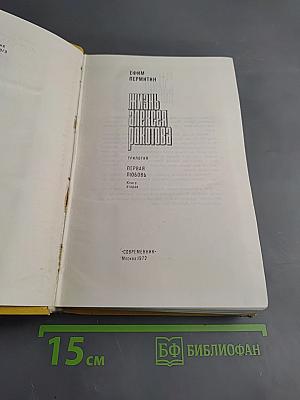 ЕФИМ
ПЕРМИТИН
ЖИЗНЬ
АЛЕКСЕЯ
РОКОТОВА
ТРИЛОГИЯ
ПЕРВАЯ
ЛЮБОВЬ
Книга
вторая
«СОВРЕМЕННИК»
Москва 1972
15 см
БФ БИБЛИОФАН